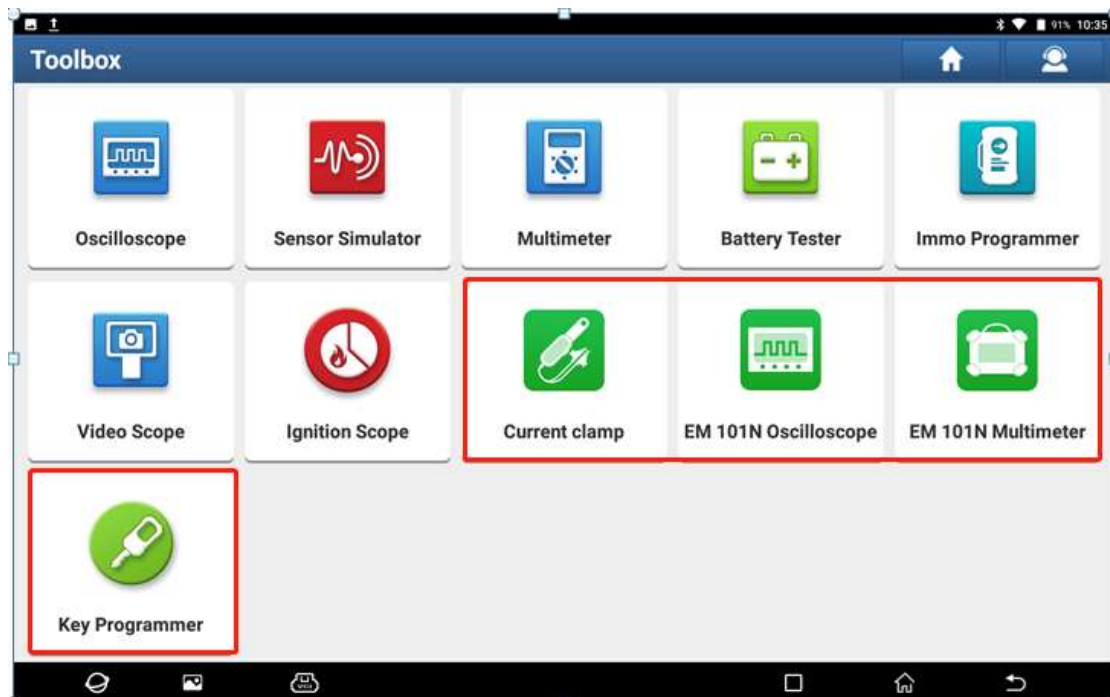 91% 10:35
Toolbox
Oscilloscope
Sensor Simulator
Multimeter
Battery Tester
Immo Programmer
Video Scope
Ignition Scope
Current clamp
EM 101N Oscilloscope
EM 101N Multimeter
Key Programmer
VCI